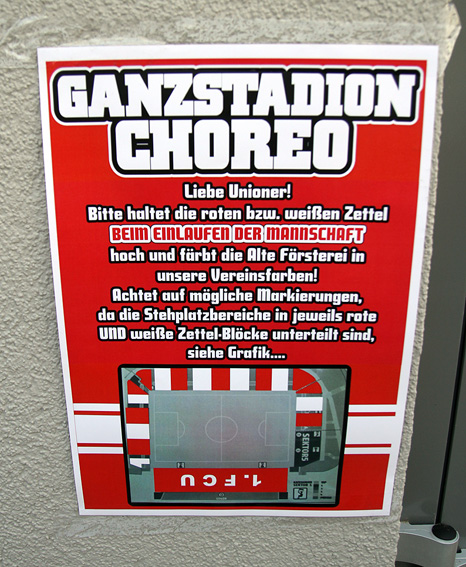 GANZSTADION
CHOREO
Liebe Unioner!
Bitte haltet die roten bzw. weißen Zettel
BEIM EINLAUFEN DER MANNSCHAFT
hoch und färbt die Alte Försterei in
unsere Vereinsfarben!
Achtet auf mögliche Markierungen,
da die Stehplatzbereiche in jeweils rote
UND weiße Zettel-Blöcke unterteilt sind,
siehe Grafik....
SEKTOR 3
1. FCU